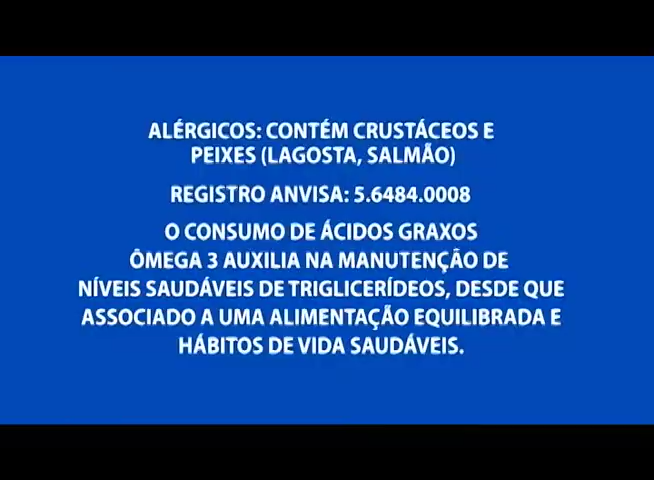 ALÉRGICOS: CONTÉM CRUSTÁCEOS E
PEIXES (LAGOSTA, SALMÃO)
REGISTRO ANVISA: 5.6484.0008
O CONSUMO DE ÁCIDOS GRAXOS
ÔMEGA 3 AUXILIA NA MANUTENÇÃO DE
NÍVEIS SAUDÁVEIS DE TRIGLICERÍDEOS, DESDE QUE
ASSOCIADO A UMA ALIMENTAÇÃO EQUILIBRADA E
HÁBITOS DE VIDA SAUDÁVEIS.